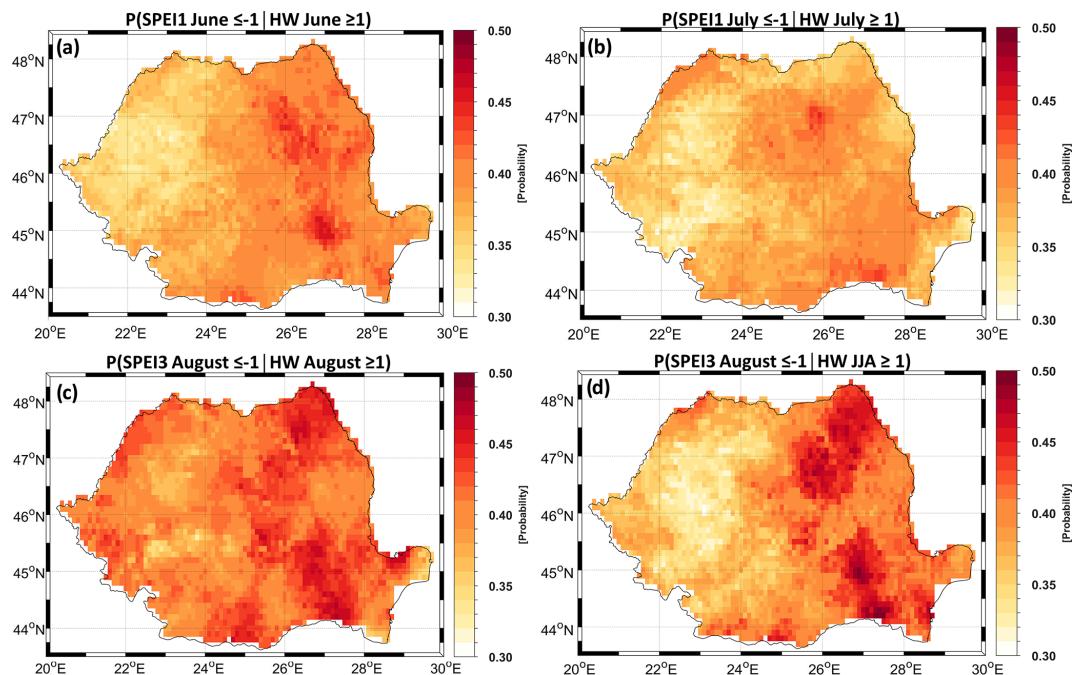 P(SPEI1 June ≤-1|HW June ≥1)
(a)
48°N
47°N
46°N
45°N
44°N
20°E 22°E 24°E 26°E 28°E 30°E
0.50
0.45
0.40
0.35
0.30
[Probability]
P(SPEI1 July ≤-1|HW July ≥ 1)
(b)
48°N
47°N
46°N
45°N
44°N
20°E 22°E 24°E 26°E 28°E 30°E
0.50
0.45
0.40
0.35
0.30
[Probability]
P(SPEI3 August ≤-1|HW August ≥1)
(c)
48°N
47°N
46°N
45°N
44°N
20°E 22°E 24°E 26°E 28°E 30°E
0.50
0.45
0.40
0.35
0.30
[Probability]
P(SPEI3 August ≤-1|HW JJA ≥ 1)
(d)
48°N
47°N
46°N
45°N
44°N
20°E 22°E 24°E 26°E 28°E 30°E
0.50
0.45
0.40
0.35
0.30
[Probability]